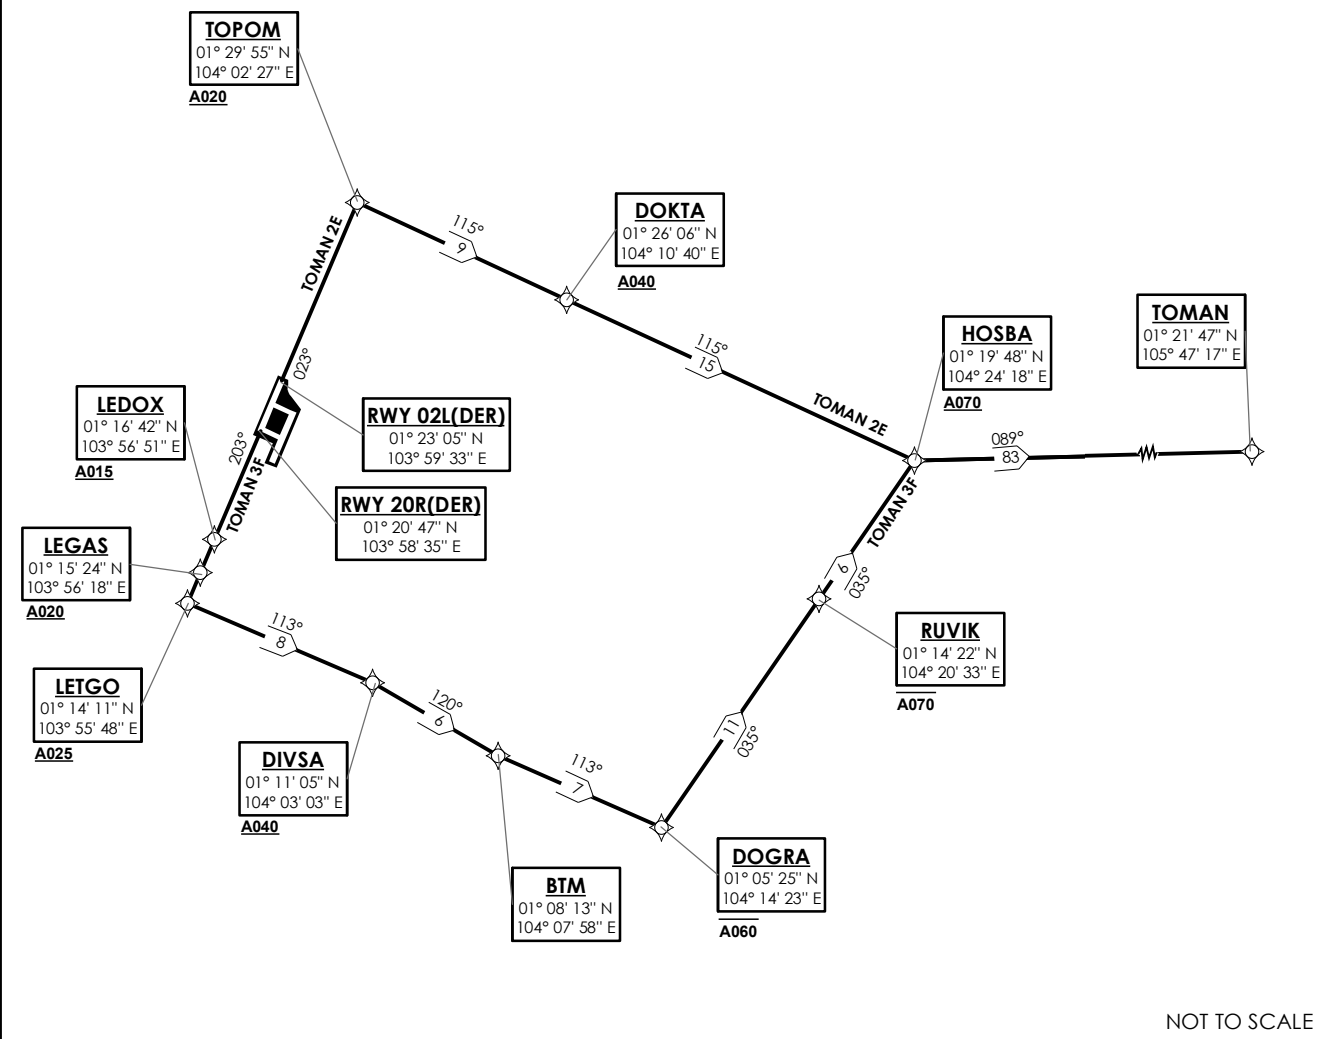 TOPOM
01° 29' 55" N
104° 02' 27" E
A020
TOMAN 2E
115°
9
DOKTA
01° 26' 06" N
104° 10' 40" E
A040
115°
15
HOSBA
01° 19' 48" N
104° 24' 18" E
A070
TOMAN
01° 21' 47" N
105° 47' 17" E
TOMAN 2E
089°
83
023°
RWY 02L(DER)
01° 23' 05" N
103° 59' 33" E
LEDOX
01° 16' 42" N
103° 56' 51" E
A015
203°
TOMAN 3F
RWY 20R(DER)
01° 20' 47" N
103° 58' 35" E
TOMAN 3F
LEGAS
01° 15' 24" N
103° 56' 18" E
A020
6
035°
RUVIK
01° 14' 22" N
104° 20' 33" E
A070
113°
8
LETGO
01° 14' 11" N
103° 55' 48" E
A025
120°
6
11
035°
DIVSA
01° 11' 05" N
104° 03' 03" E
A040
113°
7
BTM
01° 08' 13" N
104° 07' 58" E
DOGRA
01° 05' 25" N
104° 14' 23" E
A060
NOT TO SCALE